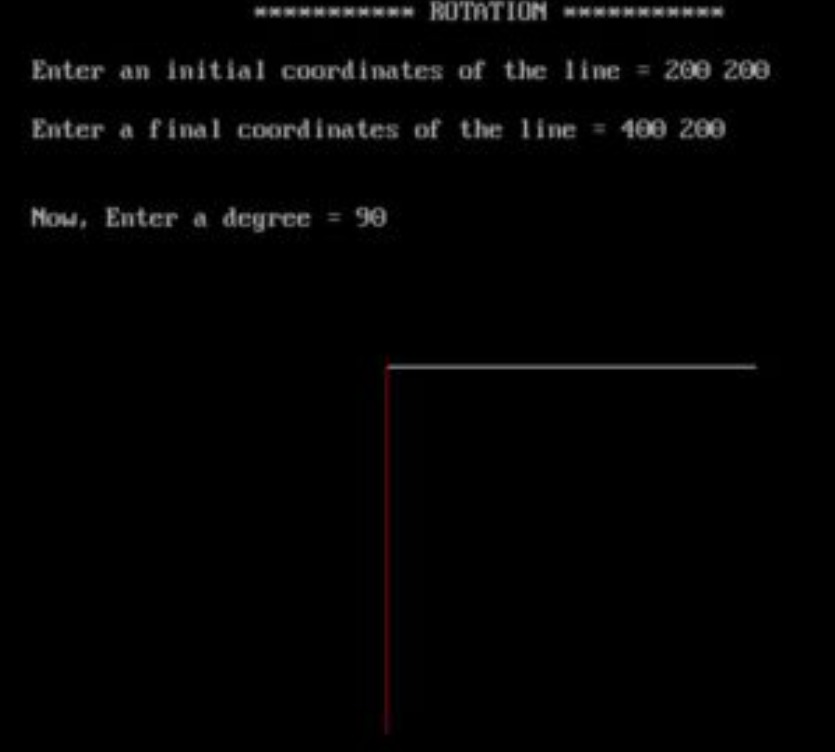 *********** ROTATION ***********
Enter an initial coordinates of the line = 200 200
Enter a final coordinates of the line = 400 200
Now, Enter a degree = 90